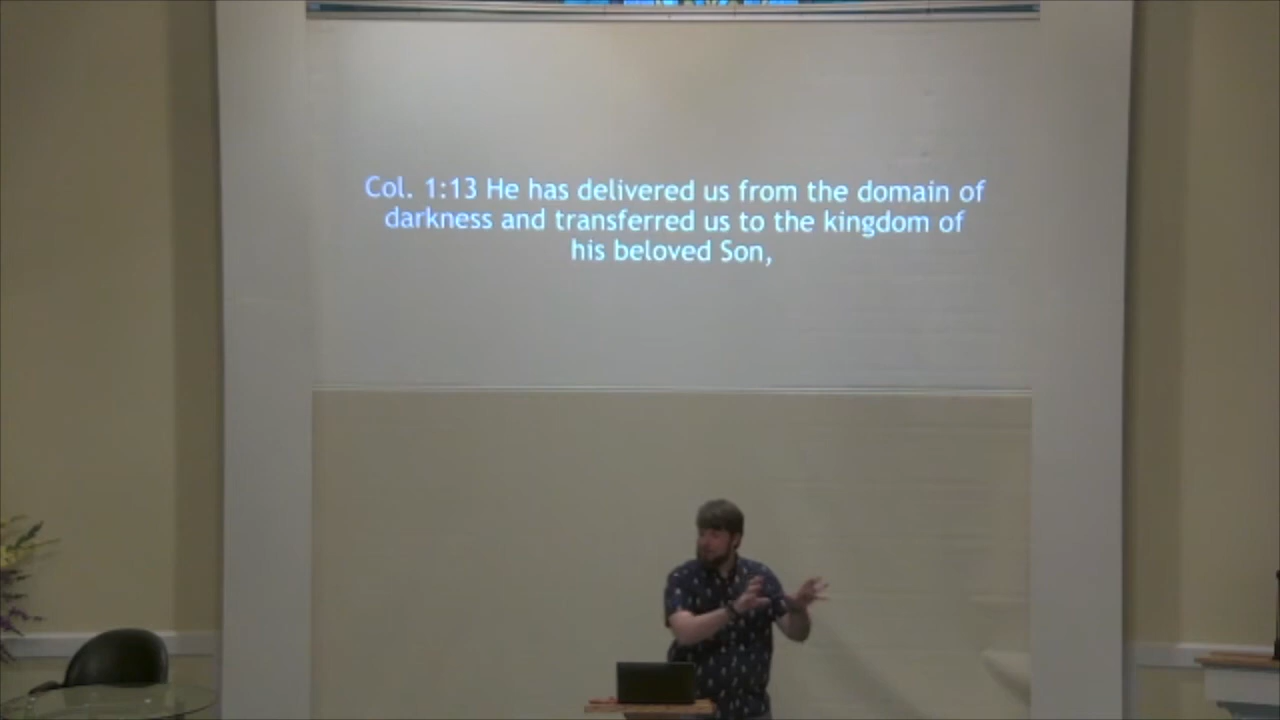 Col. 1:13 He has delivered us from the domain of
darkness and transferred us to the kingdom of
his beloved Son,